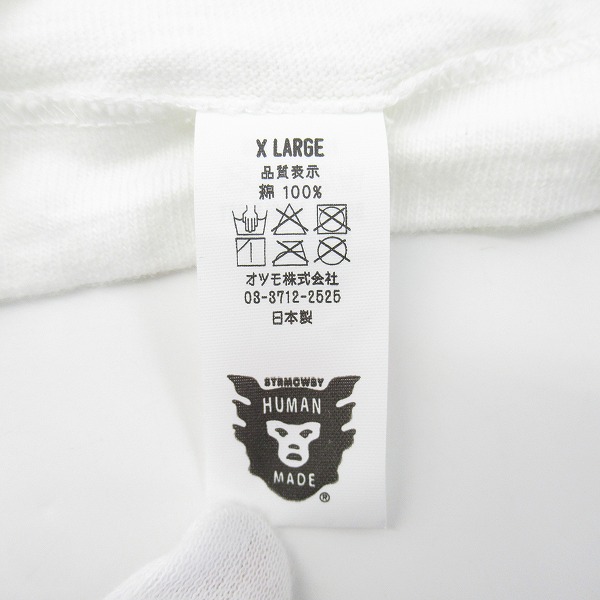 X LARGE
品質表示
綿 100%
オツモ株式会社
03-3712-2525
日本製
STRMCWBY
HUMAN
MADE
®